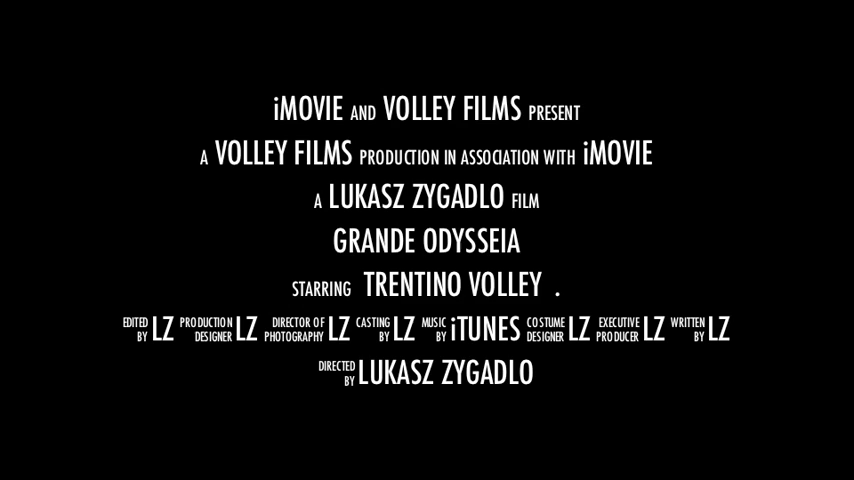 iMOVIE AND VOLLEY FILMS PRESENT
A VOLLEY FILMS PRODUCTION IN ASSOCIATION WITH iMOVIE
A LUKASZ ZYGADLO FILM
GRANDE ODYSSEIA
STARRING TRENTINO VOLLEY .
EDITED BY LZ PRODUCTION DESIGNER LZ DIRECTOR OF PHOTOGRAPHY LZ CASTING BY LZ MUSIC BY iTUNES COSTUME DESIGNER LZ EXECUTIVE PRODUCER LZ WRITTEN BY LZ
DIRECTED BY LUKASZ ZYGADLO